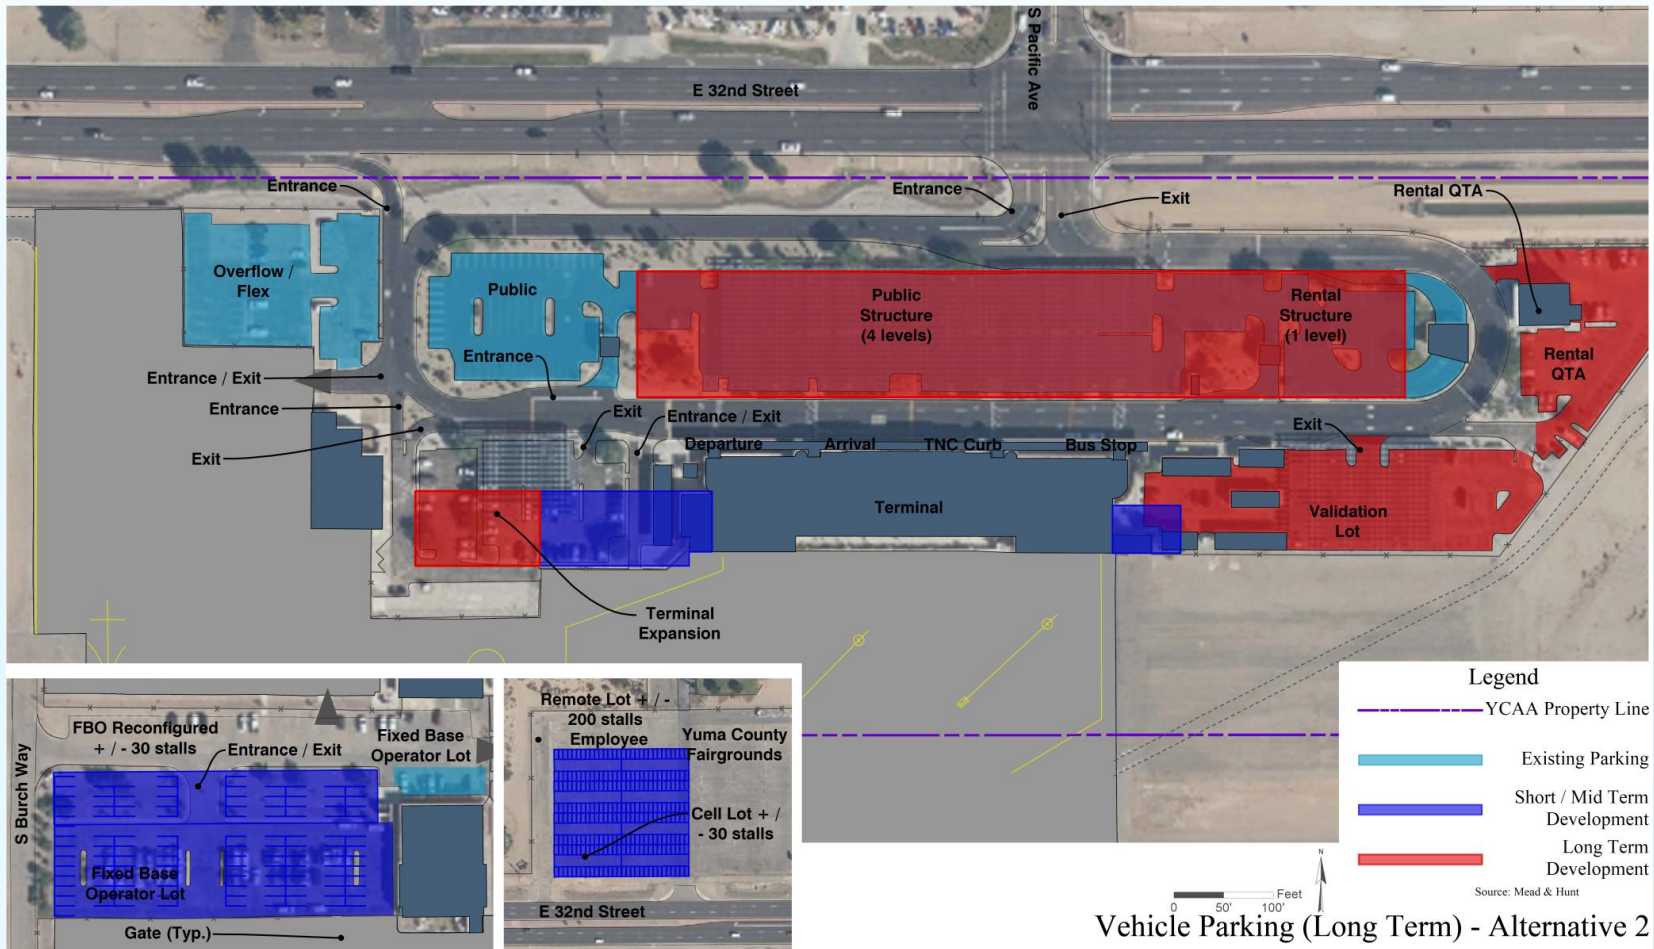 S Pacific Ave
E 32nd Street
Entrance
Entrance
Exit
Rental QTA
Overflow /
Flex
Public
Public
Structure
(4 levels)
Rental
Structure
(1 level)
Rental
QTA
Entrance
Entrance / Exit
Entrance
Exit
Exit
Entrance / Exit
Departure
Arrival
TNC Curb
Bus Stop
Exit
Terminal
Validation
Lot
Terminal
Expansion
S Burch Way
FBO Reconfigured
+ / - 30 stalls
Entrance / Exit
Fixed Base
Operator Lot
Fixed Base
Operator Lot
Gate (Typ.)
Remote Lot + / -
200 stalls
Employee
Yuma County
Fairgrounds
Cell Lot + /
- 30 stalls
E 32nd Street
Legend
YCAA Property Line
Existing Parking
Short / Mid Term
Development
Long Term
Development
Source: Mead & Hunt
N
Feet
0 50' 100'
Vehicle Parking (Long Term) - Alternative 2